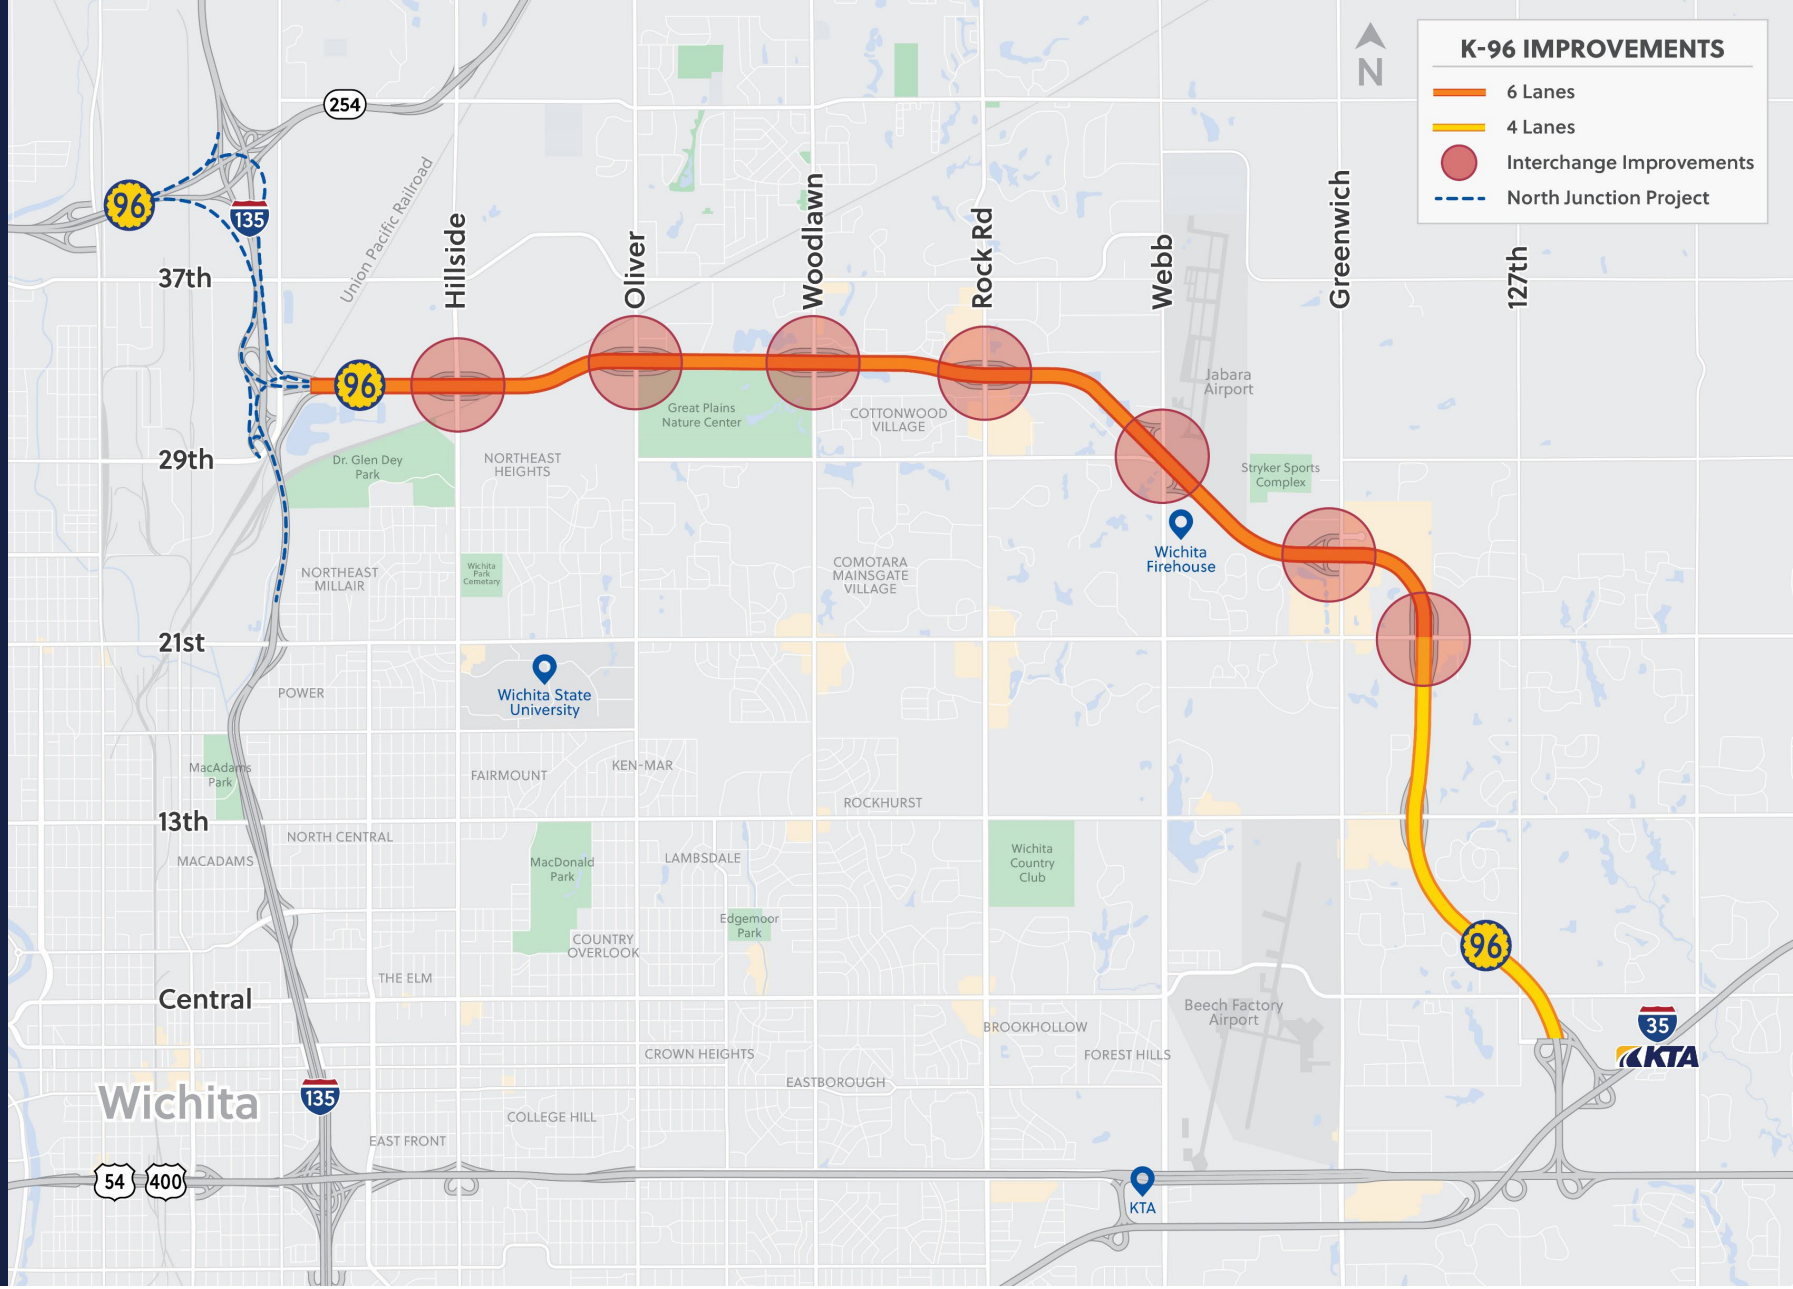 K-96 IMPROVEMENTS
6 Lanes
4 Lanes
Interchange Improvements
North Junction Project
N
254
96
135
Union Pacific Railroad
Hillside
Oliver
Woodlawn
Rock Rd
Webb
Greenwich
127th
37th
96
Jabara
Airport
Great Plains
Nature Center
COTTONWOOD
VILLAGE
29th
Dr. Glen Dey
Park
NORTHEAST
HEIGHTS
Stryker Sports
Complex
Wichita
Firehouse
NORTHEAST
MILLAIR
Wichita
Park
Cemetary
COMOTARA
MAINSGATE
VILLAGE
21st
POWER
Wichita State
University
MacAdams
Park
FAIRMOUNT
KEN-MAR
ROCKHURST
13th
NORTH CENTRAL
MACADAMS
MacDonald
Park
LAMBSDALE
Wichita
Country
Club
Edgemoor
Park
COUNTRY
OVERLOOK
96
THE ELM
Central
BROOKHOLLOW
Beech Factory
Airport
FOREST HILLS
35
KTA
CROWN HEIGHTS
EASTBOROUGH
Wichita
135
COLLEGE HILL
EAST FRONT
54
400
KTA